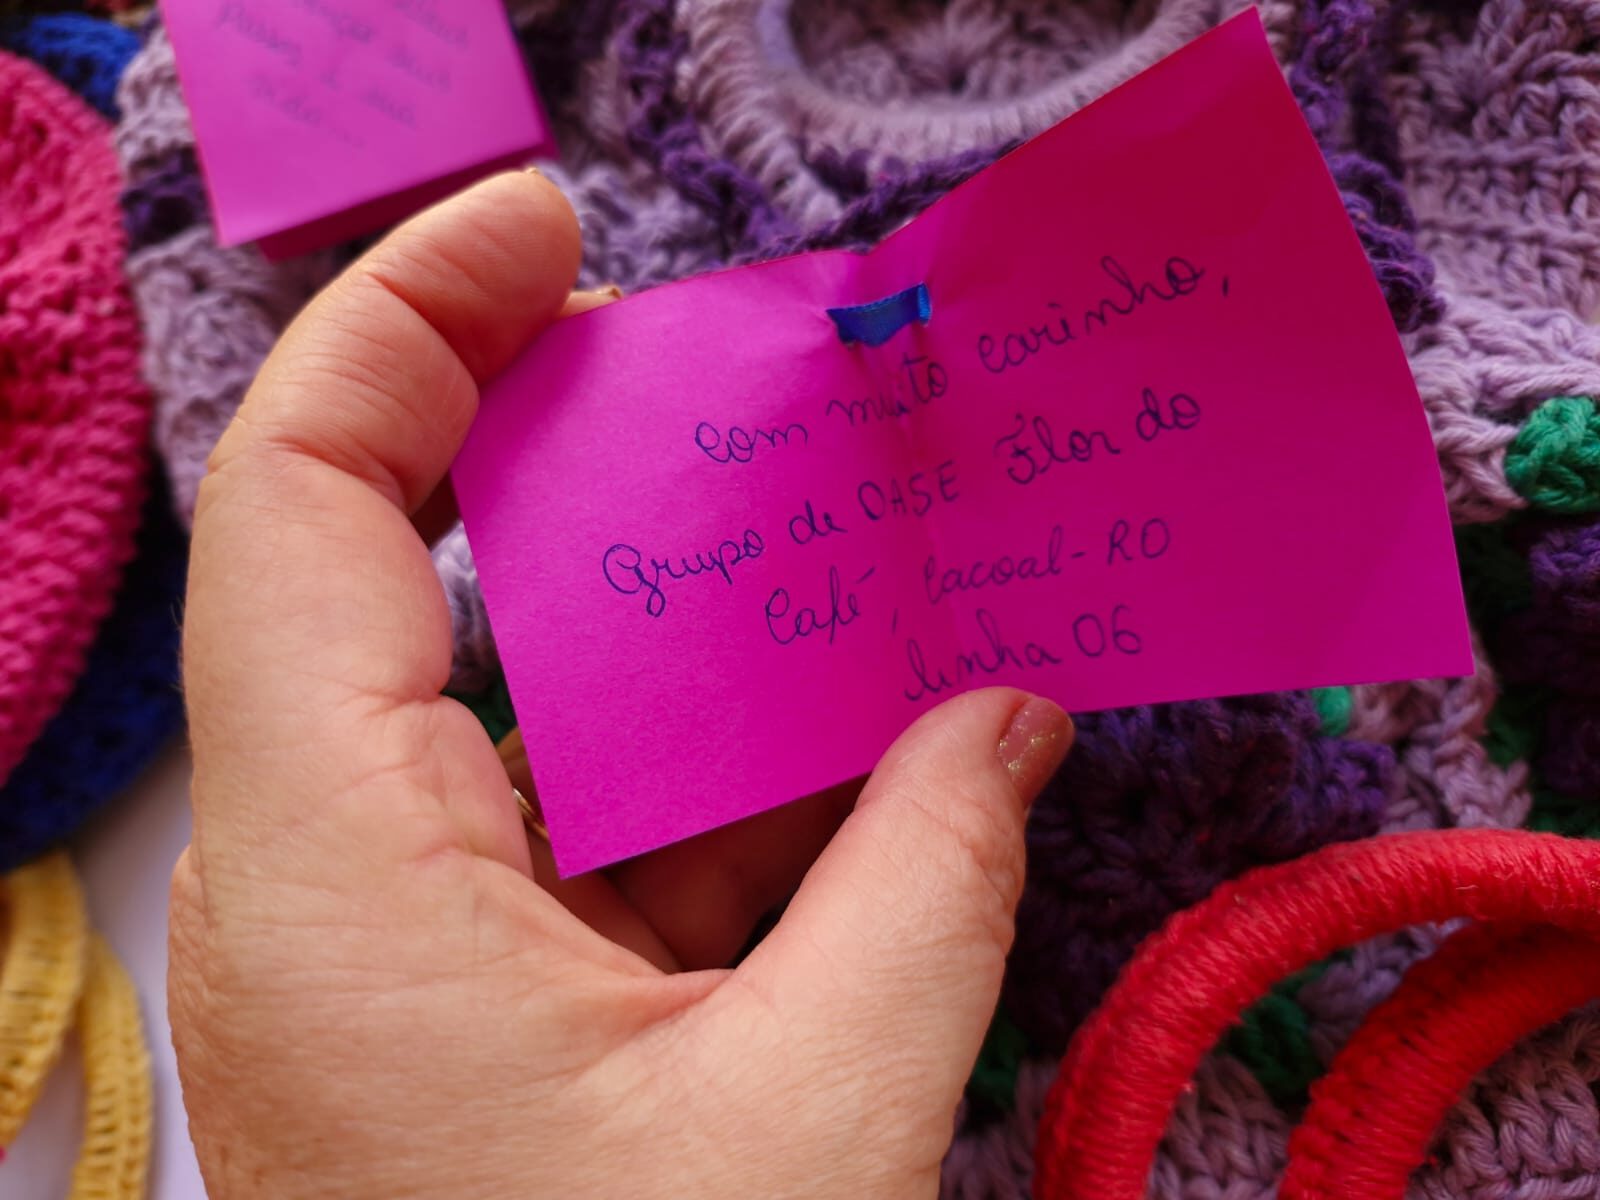 com muito carinho,
Grupo de OASE Flor do
Café, Cacoal-RO
linha 06